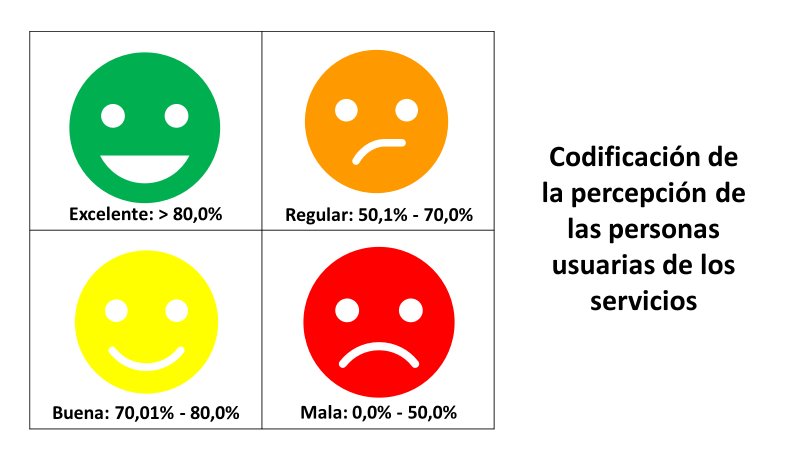 Excelente: > 80,0%
Regular: 50,1% - 70,0%
Buena: 70,01% - 80,0%
Mala: 0,0% - 50,0%
Codificación de
la percepción de
las personas
usuarias de los
servicios